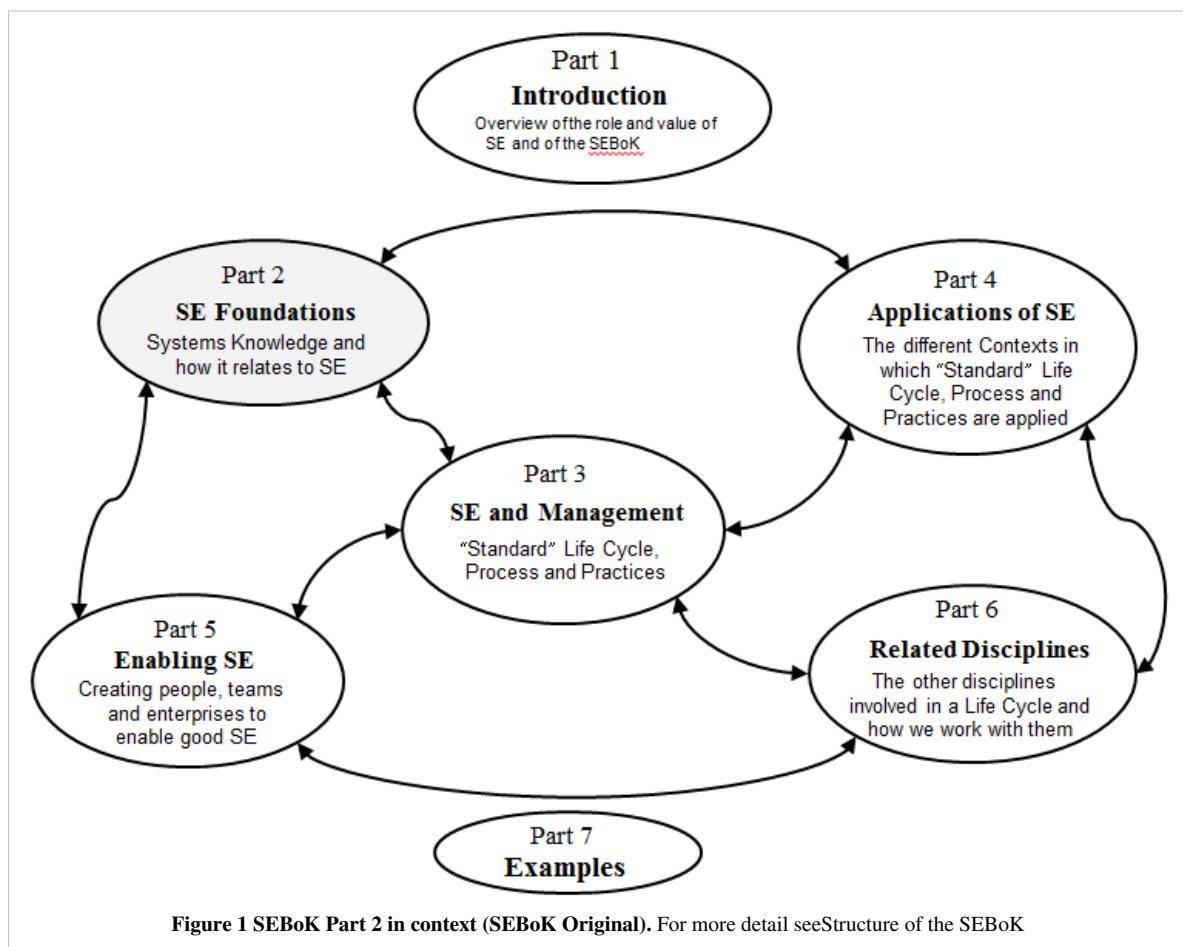 Part 1
Introduction
Overview of the role and value of
SE and of the SEBoK
Part 2
SE Foundations
Systems Knowledge and
how it relates to SE
Part 4
Applications of SE
The different Contexts in
which “Standard” Life
Cycle, Process and
Practices are applied
Part 3
SE and Management
“Standard” Life Cycle,
Process and Practices
Part 5
Enabling SE
Creating people, teams
and enterprises to
enable good SE
Part 6
Related Disciplines
The other disciplines
involved in a Life Cycle and
how we work with them
Part 7
Examples
Figure 1 SEBoK Part 2 in context (SEBoK Original). For more detail seeStructure of the SEBoK